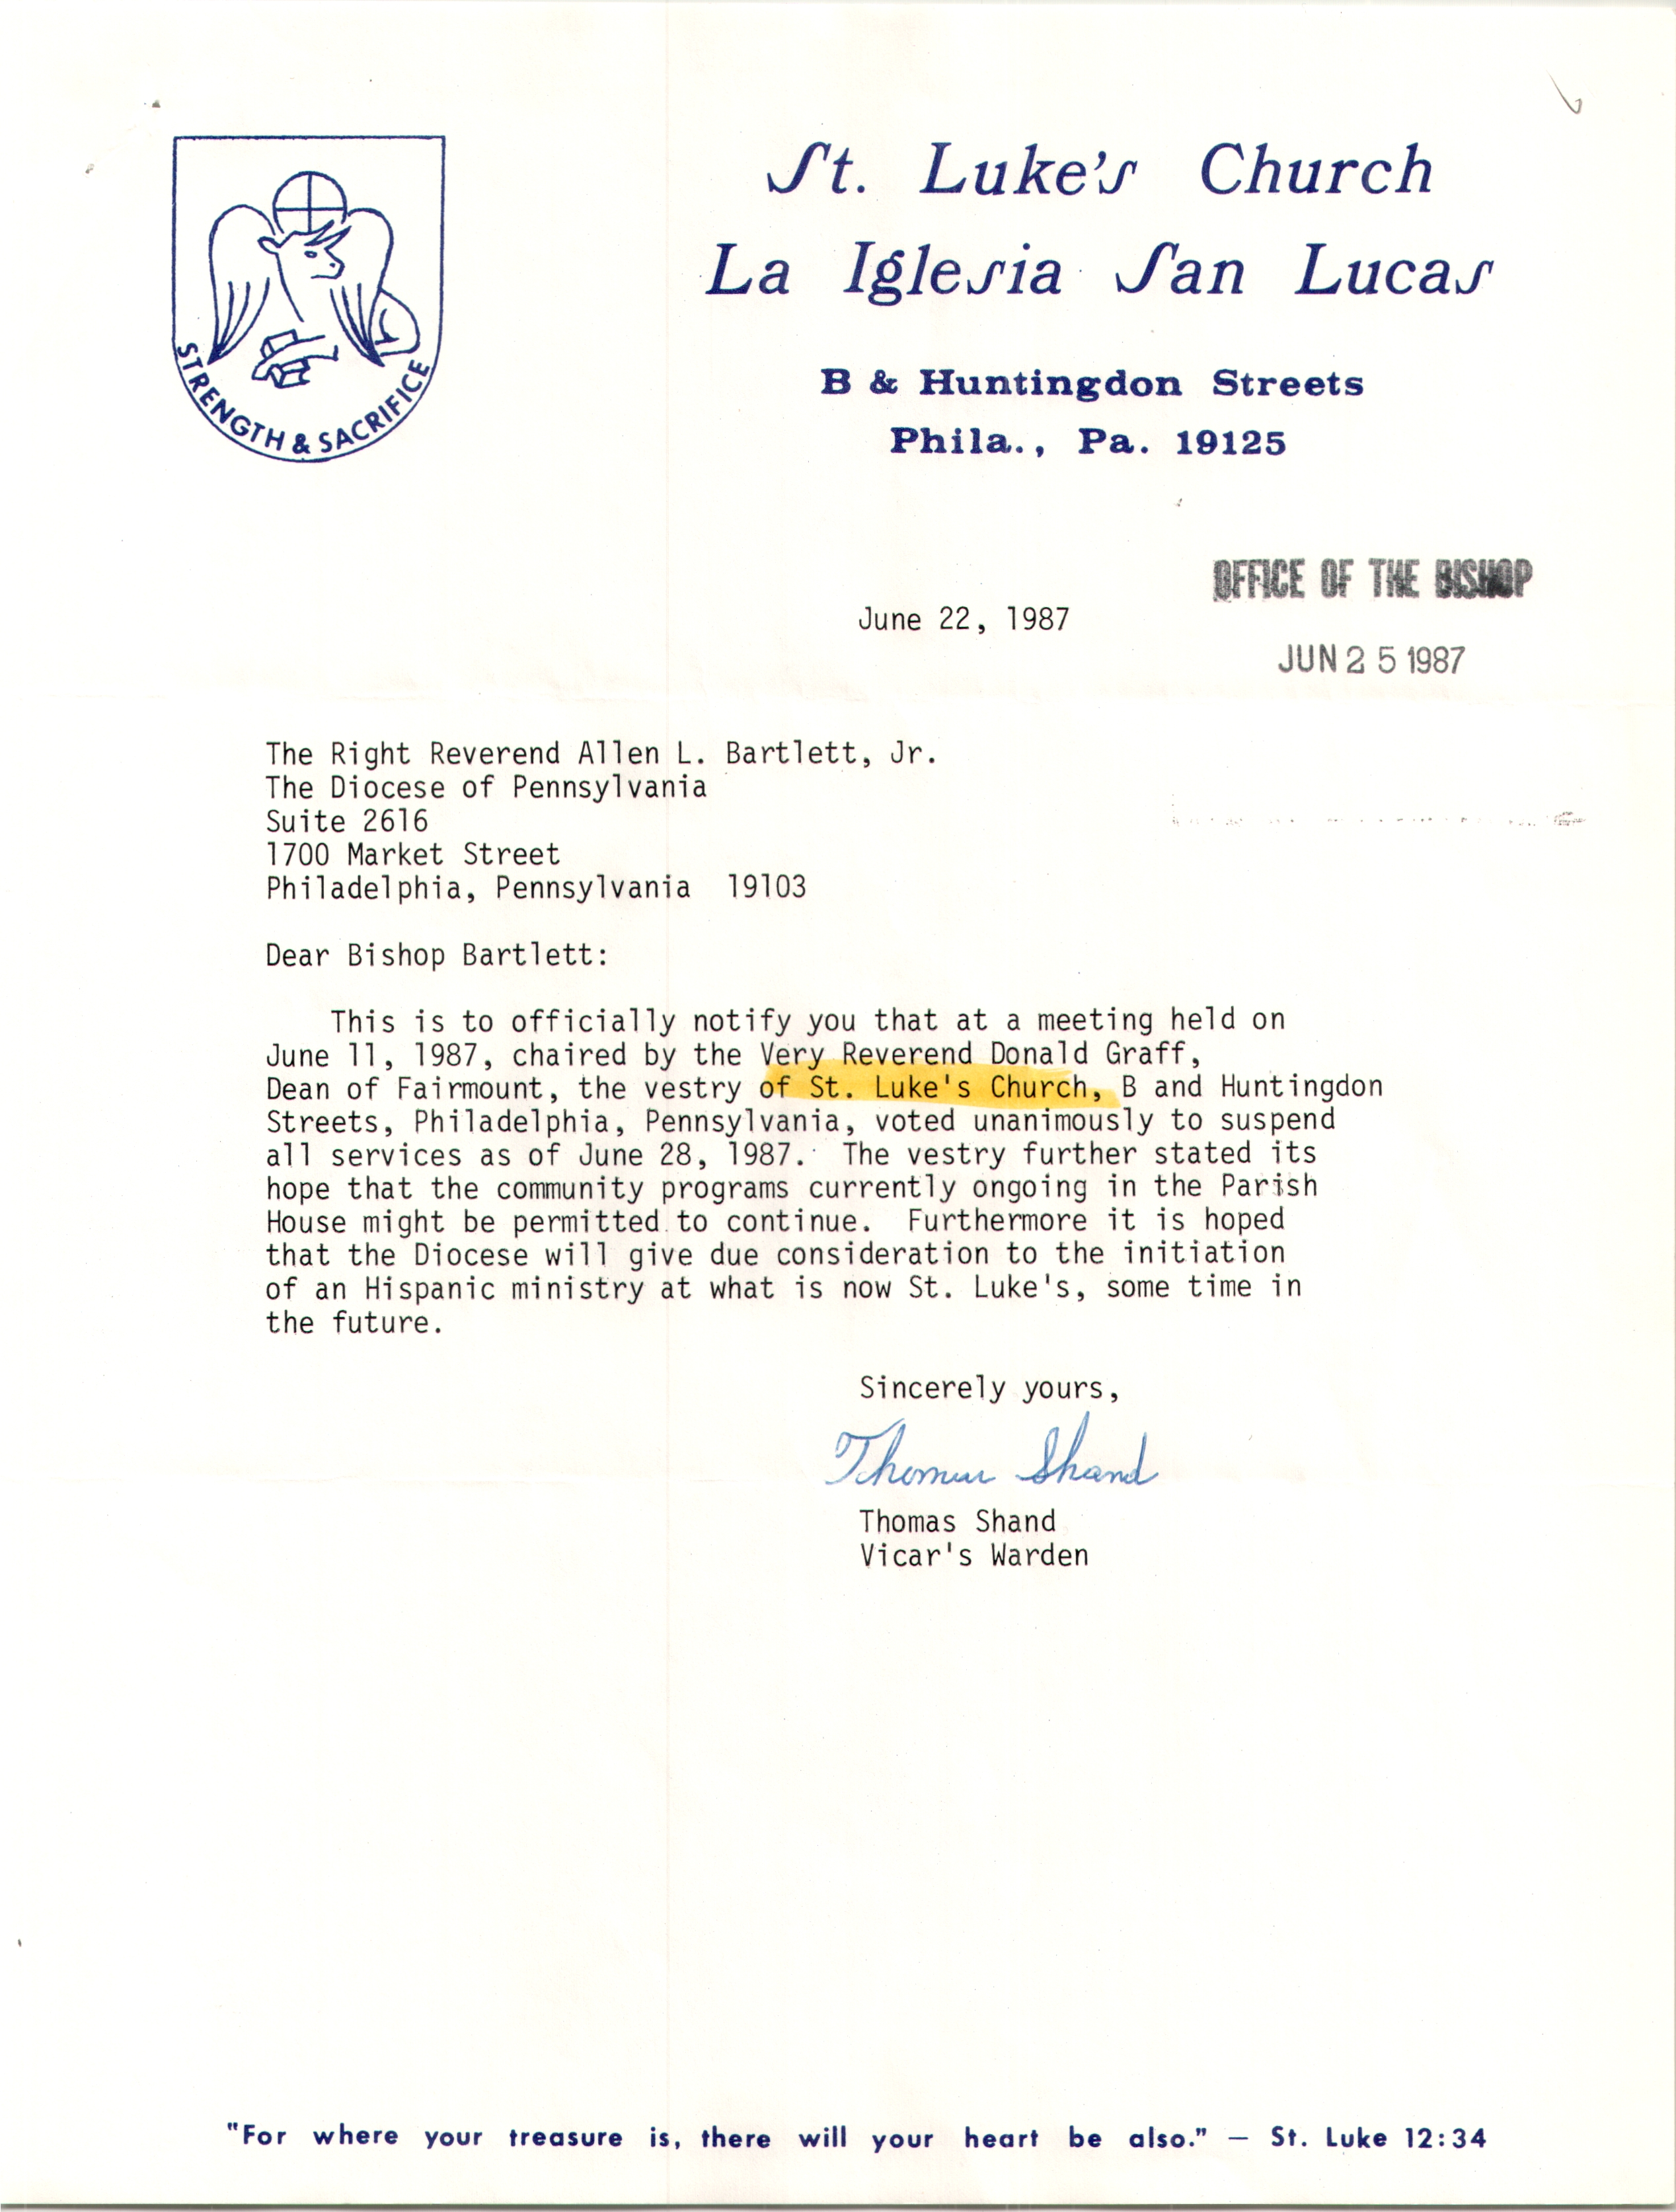 STRENGTH & SACRIFICE
St. Luke's Church
La Iglesia San Lucas
B & Huntingdon Streets
Phila., Pa. 19125
OFFICE OF THE BISHOP
June 22, 1987
JUN 25 1987
The Right Reverend Allen L. Bartlett, Jr.
The Diocese of Pennsylvania
Suite 2616
1700 Market Street
Philadelphia, Pennsylvania 19103
Dear Bishop Bartlett:
This is to officially notify you that at a meeting held on
June 11, 1987, chaired by the Very Reverend Donald Graff,
Dean of Fairmount, the vestry of St. Luke's Church, B and Huntingdon
Streets, Philadelphia, Pennsylvania, voted unanimously to suspend
all services as of June 28, 1987. The vestry further stated its
hope that the community programs currently ongoing in the Parish
House might be permitted to continue. Furthermore it is hoped
that the Diocese will give due consideration to the initiation
of an Hispanic ministry at what is now St. Luke's, some time in
the future.
Sincerely yours,
Thomas Shand
Thomas Shand
Vicar's Warden
"For where your treasure is, there will your heart be also." — St. Luke 12:34